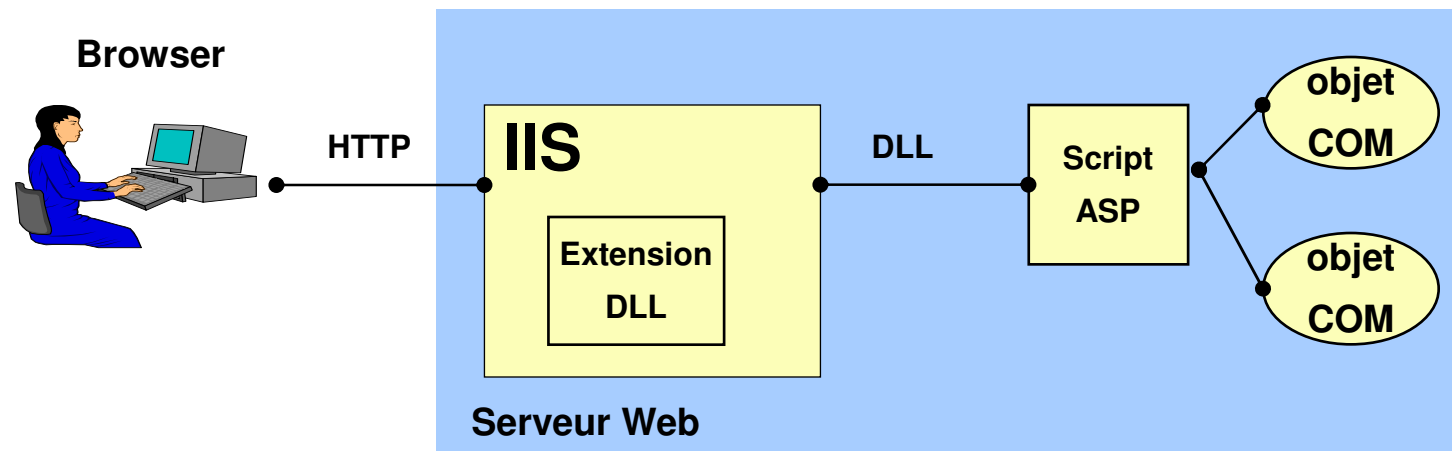 Browser
HTTP
IIS
Extension
DLL
DLL
Script
ASP
objet
COM
objet
COM
Serveur Web